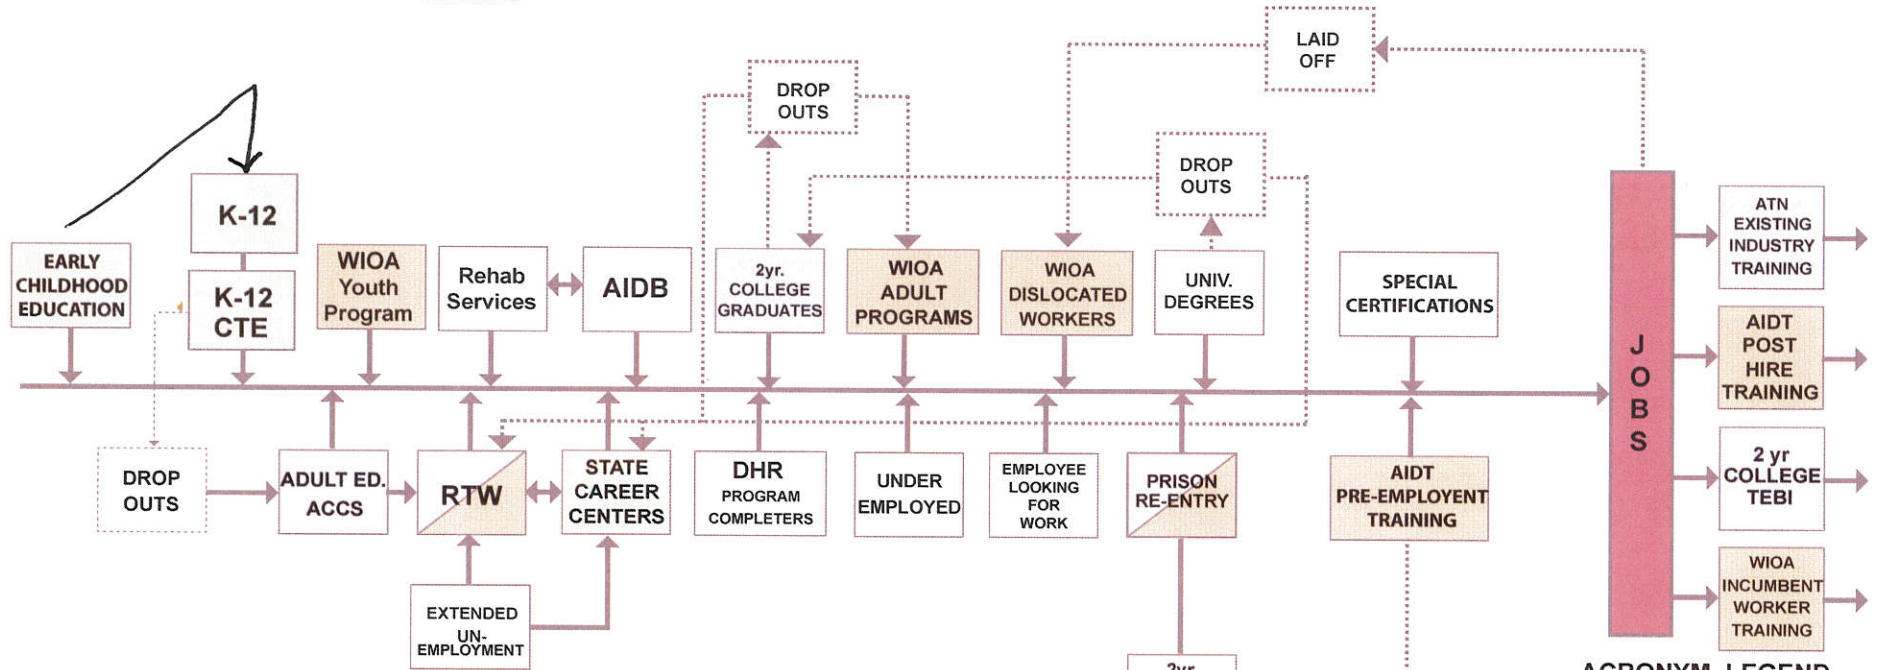 LAID
OFF
DROP
OUTS
DROP
OUTS
K-12
K-12
CTE
EARLY
CHILDHOOD
EDUCATION
WIOA
Youth
Program
Rehab
Services
AIDB
2yr.
COLLEGE
GRADUATES
WIOA
ADULT
PROGRAMS
WIOA
DISLOCATED
WORKERS
UNIV.
DEGREES
SPECIAL
CERTIFICATIONS
J
O
B
S
ATN
EXISTING
INDUSTRY
TRAINING
AIDT
POST
HIRE
TRAINING
2 yr
COLLEGE
TEBI
WIOA
INCUMBENT
WORKER
TRAINING
DROP
OUTS
ADULT ED.
ACCS
RTW
STATE
CAREER
CENTERS
DHR
PROGRAM
COMPLETERS
UNDER
EMPLOYED
EMPLOYEE
LOOKING
FOR
WORK
PRISON
RE-ENTRY
AIDT
PRE-EMPLOYENT
TRAINING
EXTENDED
UN-
EMPLOYMENT
2yr
ACRONYM LEGEND